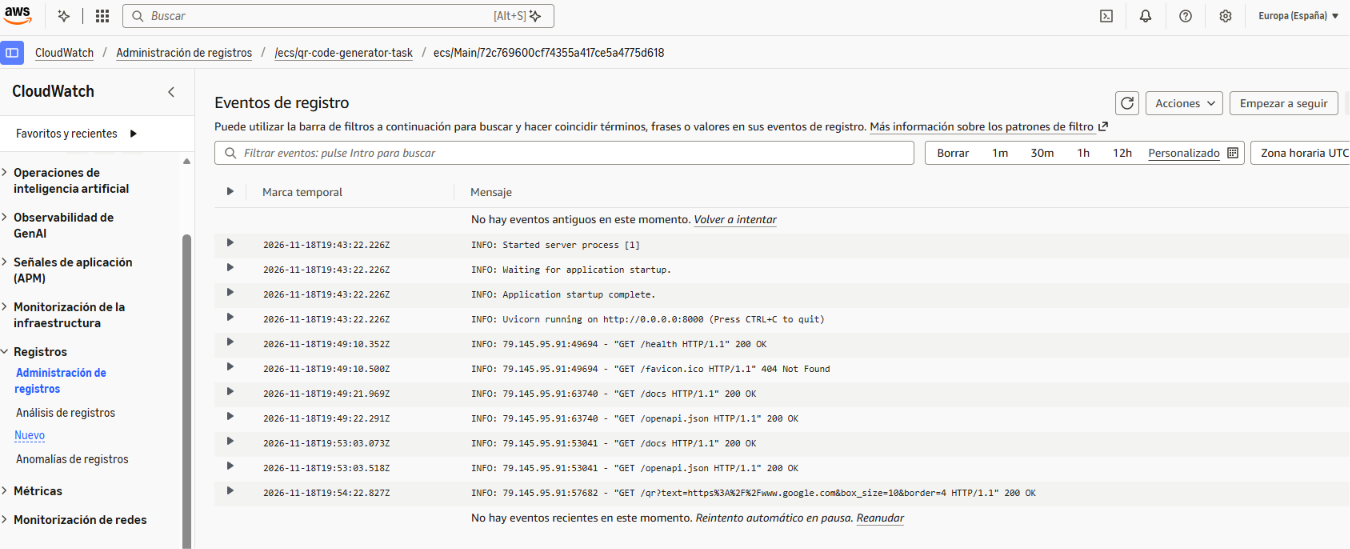 aws
Buscar [Alt+S] Europa (España)
CloudWatch / Administración de registros / /ecs/qr-code-generator-task / ecs/Main/72c769600cf74355a417ce5a4775d618
CloudWatch
Favoritos y recientes
Operaciones de
inteligencia artificial
Observabilidad de
GenAI
Señales de aplicación
(APM)
Monitorización de la
infraestructura
Registros
Administración de
registros
Análisis de registros
Nuevo
Anomalías de registros
Métricas
Monitorización de redes
Eventos de registro
Acciones Empezar a seguir
Puede utilizar la barra de filtros a continuación para buscar y hacer coincidir términos, frases o valores en sus eventos de registro. Más información sobre los patrones de filtro
Filtrar eventos: pulse Intro para buscar
Borrar 1m 30m 1h 12h Personalizado Zona horaria UTC
Marca temporal Mensaje
No hay eventos antiguos en este momento. Volver a intentar
2026-11-18T19:43:22.226Z INFO: Started server process [1]
2026-11-18T19:43:22.226Z INFO: Waiting for application startup.
2026-11-18T19:43:22.226Z INFO: Application startup complete.
2026-11-18T19:43:22.226Z INFO: Uvicorn running on http://0.0.0.0:8000 (Press CTRL+C to quit)
2026-11-18T19:49:10.352Z INFO: 79.145.95.91:49694 - "GET /health HTTP/1.1" 200 OK
2026-11-18T19:49:10.500Z INFO: 79.145.95.91:49694 - "GET /favicon.ico HTTP/1.1" 404 Not Found
2026-11-18T19:49:21.969Z INFO: 79.145.95.91:63740 - "GET /docs HTTP/1.1" 200 OK
2026-11-18T19:49:22.291Z INFO: 79.145.95.91:63740 - "GET /openapi.json HTTP/1.1" 200 OK
2026-11-18T19:53:03.073Z INFO: 79.145.95.91:53041 - "GET /docs HTTP/1.1" 200 OK
2026-11-18T19:53:03.518Z INFO: 79.145.95.91:53041 - "GET /openapi.json HTTP/1.1" 200 OK
2026-11-18T19:54:22.827Z INFO: 79.145.95.91:57682 - "GET /qr?text=https%3A%2F%2Fwww.google.com&box_size=10&border=4 HTTP/1.1" 200 OK
No hay eventos recientes en este momento. Reintento automático en pausa. Reanudar